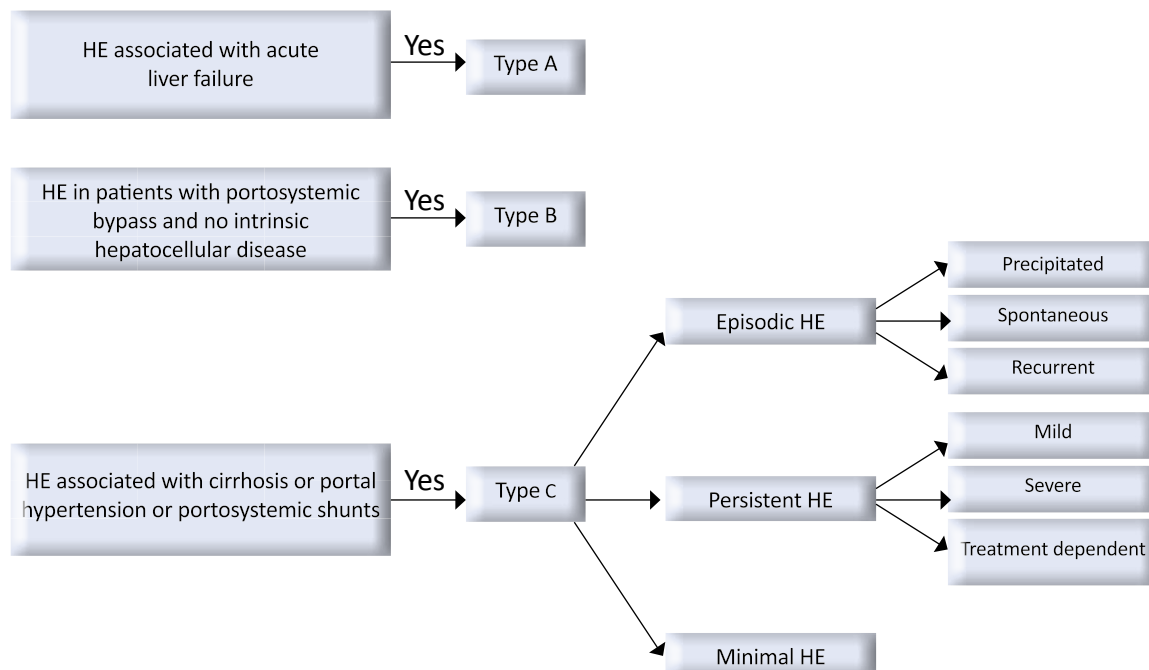 HE associated with acute
liver failure
Yes
Type A
HE in patients with portosystemic
bypass and no intrinsic
hepatocellular disease
Yes
Type B
HE associated with cirrhosis or portal
hypertension or portosystemic shunts
Yes
Type C
Episodic HE
Precipitated
Spontaneous
Recurrent
Persistent HE
Mild
Severe
Treatment dependent
Minimal HE